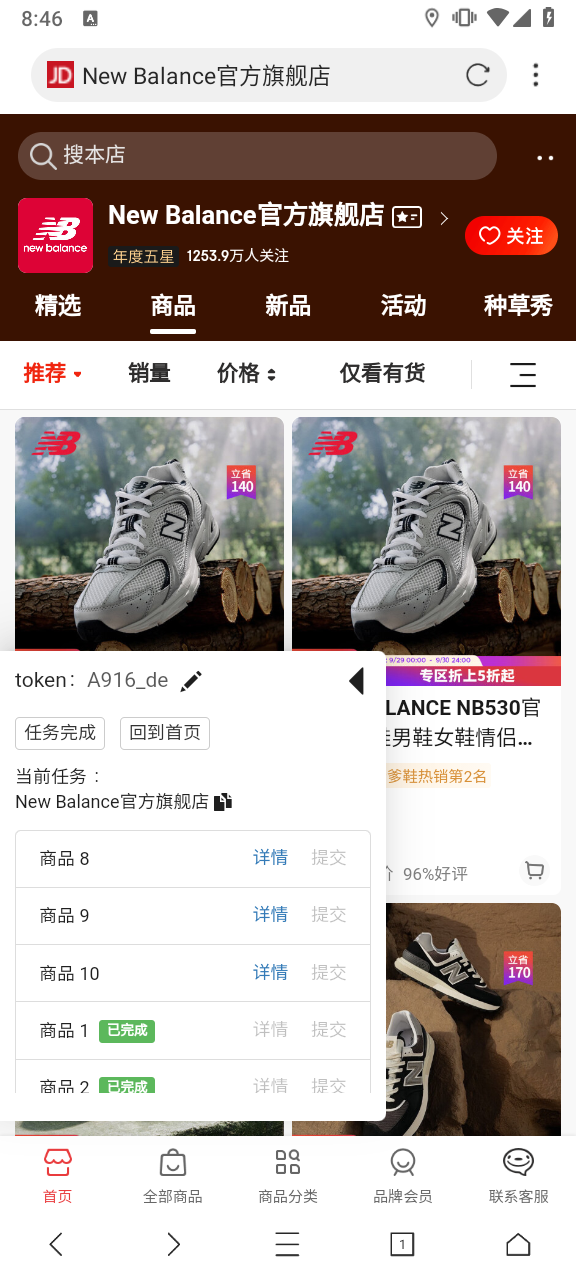 8:46
A
JD New Balance官方旗舰店
搜本店
new balance
New Balance官方旗舰店
年度五星 1253.9万人关注
关注
精选 商品 新品 活动 种草秀
推荐 销量 价格 仅看有货
立省 140
立省 140
9/29 00:00 - 9/30 24:00
专区折上5折起
LANCE NB530官
男鞋女鞋情侣...
爹鞋热销第2名
96%好评
立省 170
token: A916_de
任务完成 回到首页
当前任务：
New Balance官方旗舰店
商品 8 详情 提交
商品 9 详情 提交
商品 10 详情 提交
商品 1 已完成 详情 提交
商品 2 已完成 详情 提交
首页 全部商品 商品分类 品牌会员 联系客服
1